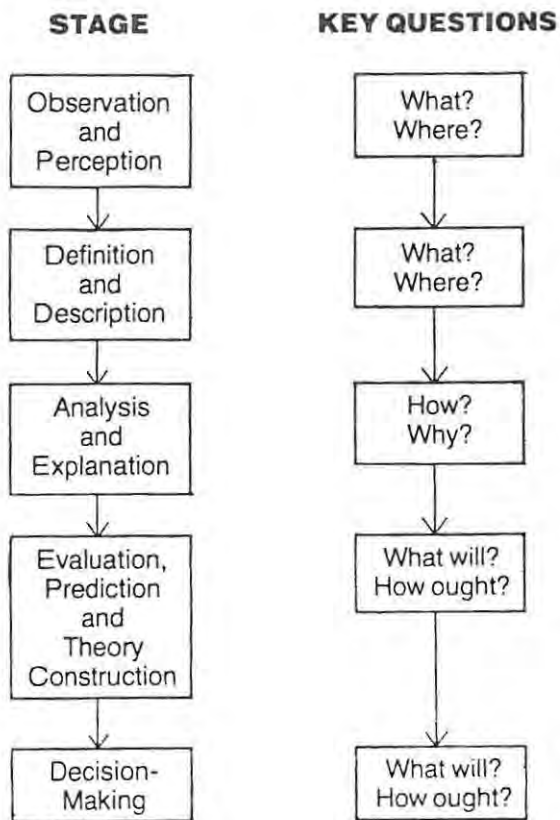 STAGE
KEY QUESTIONS
Observation
and
Perception
What?
Where?
Definition
and
Description
What?
Where?
Analysis
and
Explanation
How?
Why?
Evaluation,
Prediction
and
Theory
Construction
What will?
How ought?
Decision-
Making
What will?
How ought?